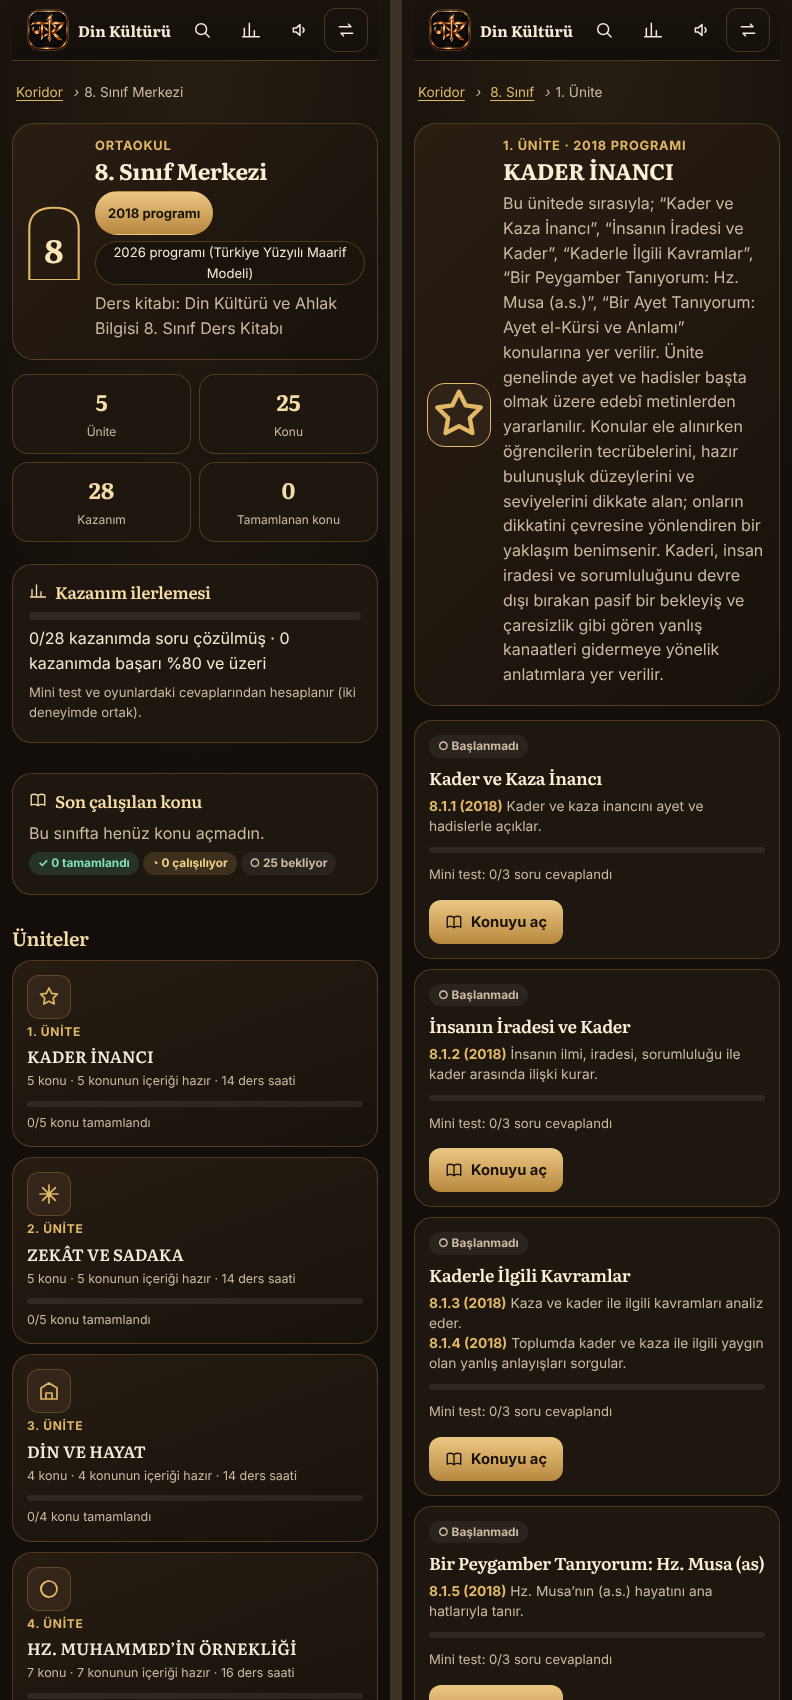 Din Kültürü
Koridor › 8. Sınıf Merkezi
ORTAOKUL
8. Sınıf Merkezi
2018 programı
8
2026 programı (Türkiye Yüzyılı Maarif
Modeli)
Ders kitabı: Din Kültürü ve Ahlak
Bilgisi 8. Sınıf Ders Kitabı
5
Ünite
25
Konu
28
Kazanım
0
Tamamlanan konu
Kazanım ilerlemesi
0/28 kazanımda soru çözülmüş · 0
kazanımda başarı %80 ve üzeri
Mini test ve oyunlardaki cevaplarından hesaplanır (iki
deneyimde ortak).
Son çalışılan konu
Bu sınıfta henüz konu açmadın.
✓ 0 tamamlandı
· 0 çalışılıyor
○ 25 bekliyor
Üniteler
1. ÜNİTE
KADER İNANCI
5 konu · 5 konunun içeriği hazır · 14 ders saati
0/5 konu tamamlandı
2. ÜNİTE
ZEKÂT VE SADAKA
5 konu · 5 konunun içeriği hazır · 14 ders saati
0/5 konu tamamlandı
3. ÜNİTE
DİN VE HAYAT
4 konu · 4 konunun içeriği hazır · 14 ders saati
0/4 konu tamamlandı
4. ÜNİTE
HZ. MUHAMMED’İN ÖRNEKLİĞİ
7 konu · 7 konunun içeriği hazır · 16 ders saati
Din Kültürü
Koridor › 8. Sınıf › 1. Ünite
1. ÜNİTE · 2018 PROGRAMI
KADER İNANCI
Bu ünitede sırasıyla; “Kader ve
Kaza İnancı”, “İnsanın İradesi ve
Kader”, “Kaderle İlgili Kavramlar”,
“Bir Peygamber Tanıyorum: Hz.
Musa (a.s.)”, “Bir Ayet Tanıyorum:
Ayet el-Kürsi ve Anlamı”
konularına yer verilir. Ünite
genelinde ayet ve hadisler başta
olmak üzere edebî metinlerden
yararlanılır. Konular ele alınırken
öğrencilerin tecrübelerini, hazır
bulunuşluk düzeylerini ve
seviyelerini dikkate alan; onların
dikkatini çevresine yönlendiren bir
yaklaşım benimsenir. Kaderi, insan
iradesi ve sorumluluğunu devre
dışı bırakan pasif bir bekleyiş ve
çaresizlik gibi gören yanlış
kanaatleri gidermeye yönelik
anlatımlara yer verilir.
○ Başlanmadı
Kader ve Kaza İnancı
8.1.1 (2018) Kader ve kaza inancını ayet ve
hadislerle açıklar.
Mini test: 0/3 soru cevaplandı
Konuyu aç
○ Başlanmadı
İnsanın İradesi ve Kader
8.1.2 (2018) İnsanın ilmi, iradesi, sorumluluğu ile
kader arasında ilişki kurar.
Mini test: 0/3 soru cevaplandı
Konuyu aç
○ Başlanmadı
Kaderle İlgili Kavramlar
8.1.3 (2018) Kaza ve kader ile ilgili kavramları analiz
eder.
8.1.4 (2018) Toplumda kader ve kaza ile ilgili yaygın
olan yanlış anlayışları sorgular.
Mini test: 0/3 soru cevaplandı
Konuyu aç
○ Başlanmadı
Bir Peygamber Tanıyorum: Hz. Musa (as)
8.1.5 (2018) Hz. Musa’nın (a.s.) hayatını ana
hatlarıyla tanır.
Mini test: 0/3 soru cevaplandı